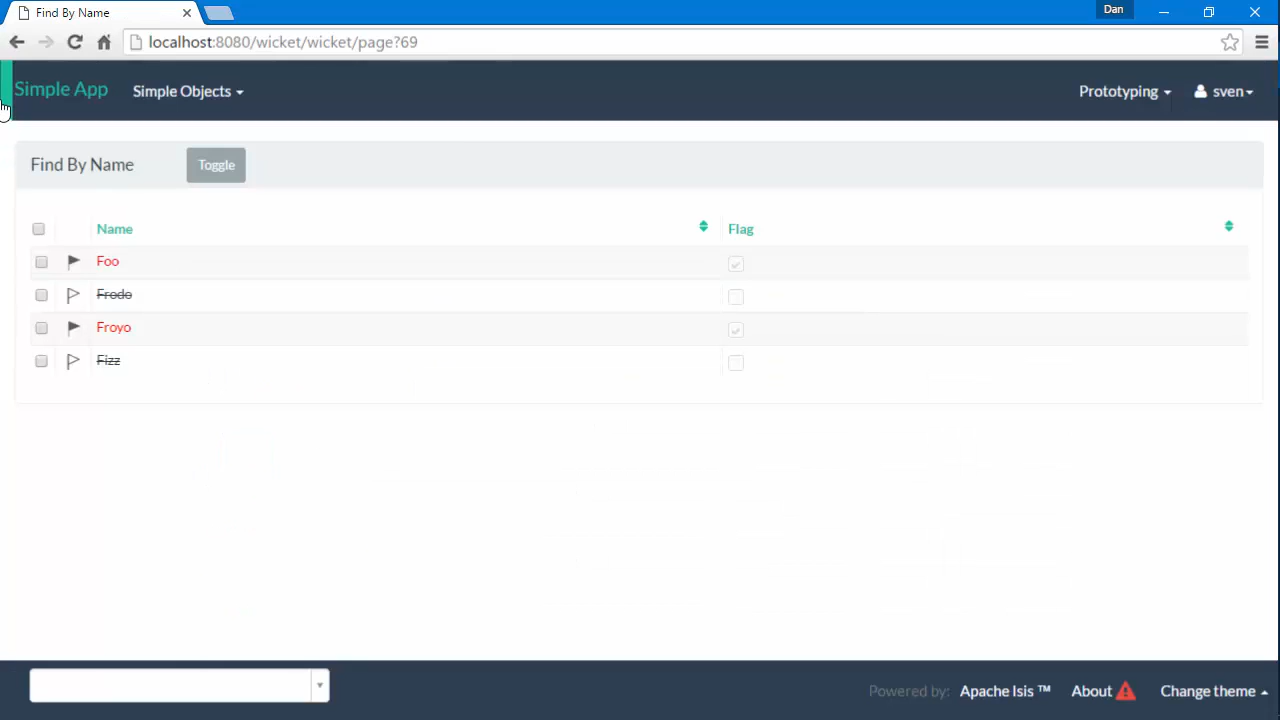 Find By Name
Dan
localhost:8080/wicket/wicket/page?69
Simple App
Simple Objects
Prototyping
sven
Find By Name
Toggle
Name
Flag
Foo
Frodo
Froyo
Fizz
Powered by: Apache Isis ™
About
Change theme